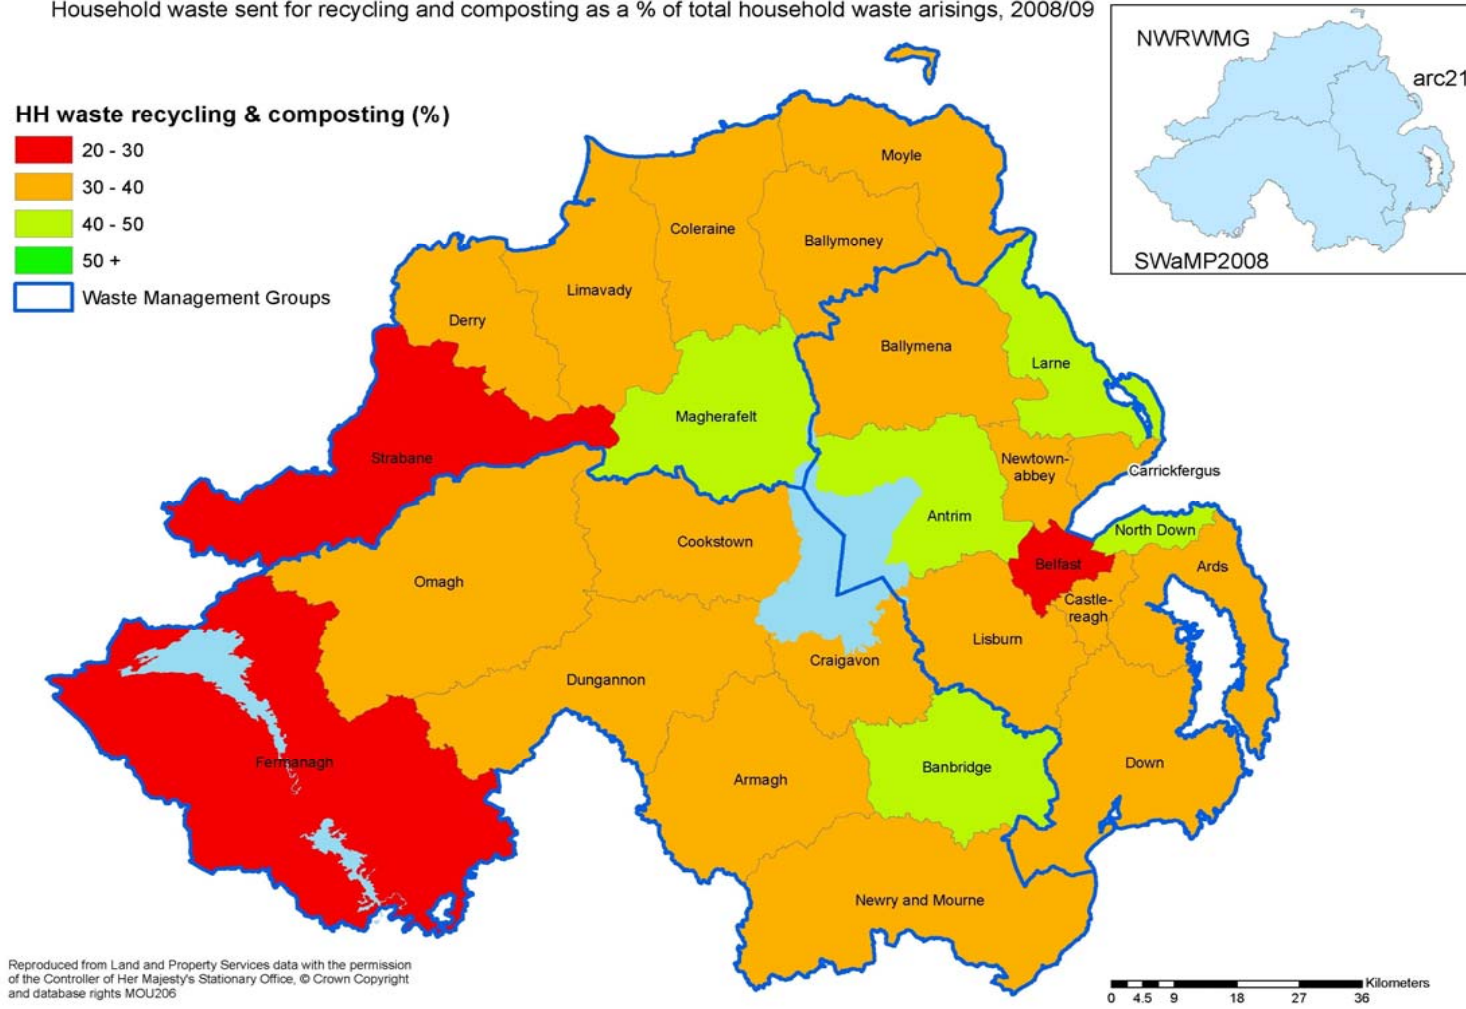 Household waste sent for recycling and composting as a % of total household waste arisings, 2008/09
NWRWMG
arc21
SWaMP2008
HH waste recycling & composting (%)
20 - 30
30 - 40
40 - 50
50 +
Waste Management Groups
Moyle
Coleraine
Ballymoney
Limavady
Derry
Ballymena
Larne
Magherafelt
Strabane
Newtown-
abbey
Carrickfergus
Antrim
North Down
Cookstown
Belfast
Ards
Omagh
Castle-
reagh
Lisburn
Craigavon
Dungannon
Fermanagh
Banbridge
Down
Armagh
Newry and Mourne
Reproduced from Land and Property Services data with the permission
of the Controller of Her Majesty's Stationary Office, © Crown Copyright
and database rights MOU206
Kilometers
0 4.5 9 18 27 36